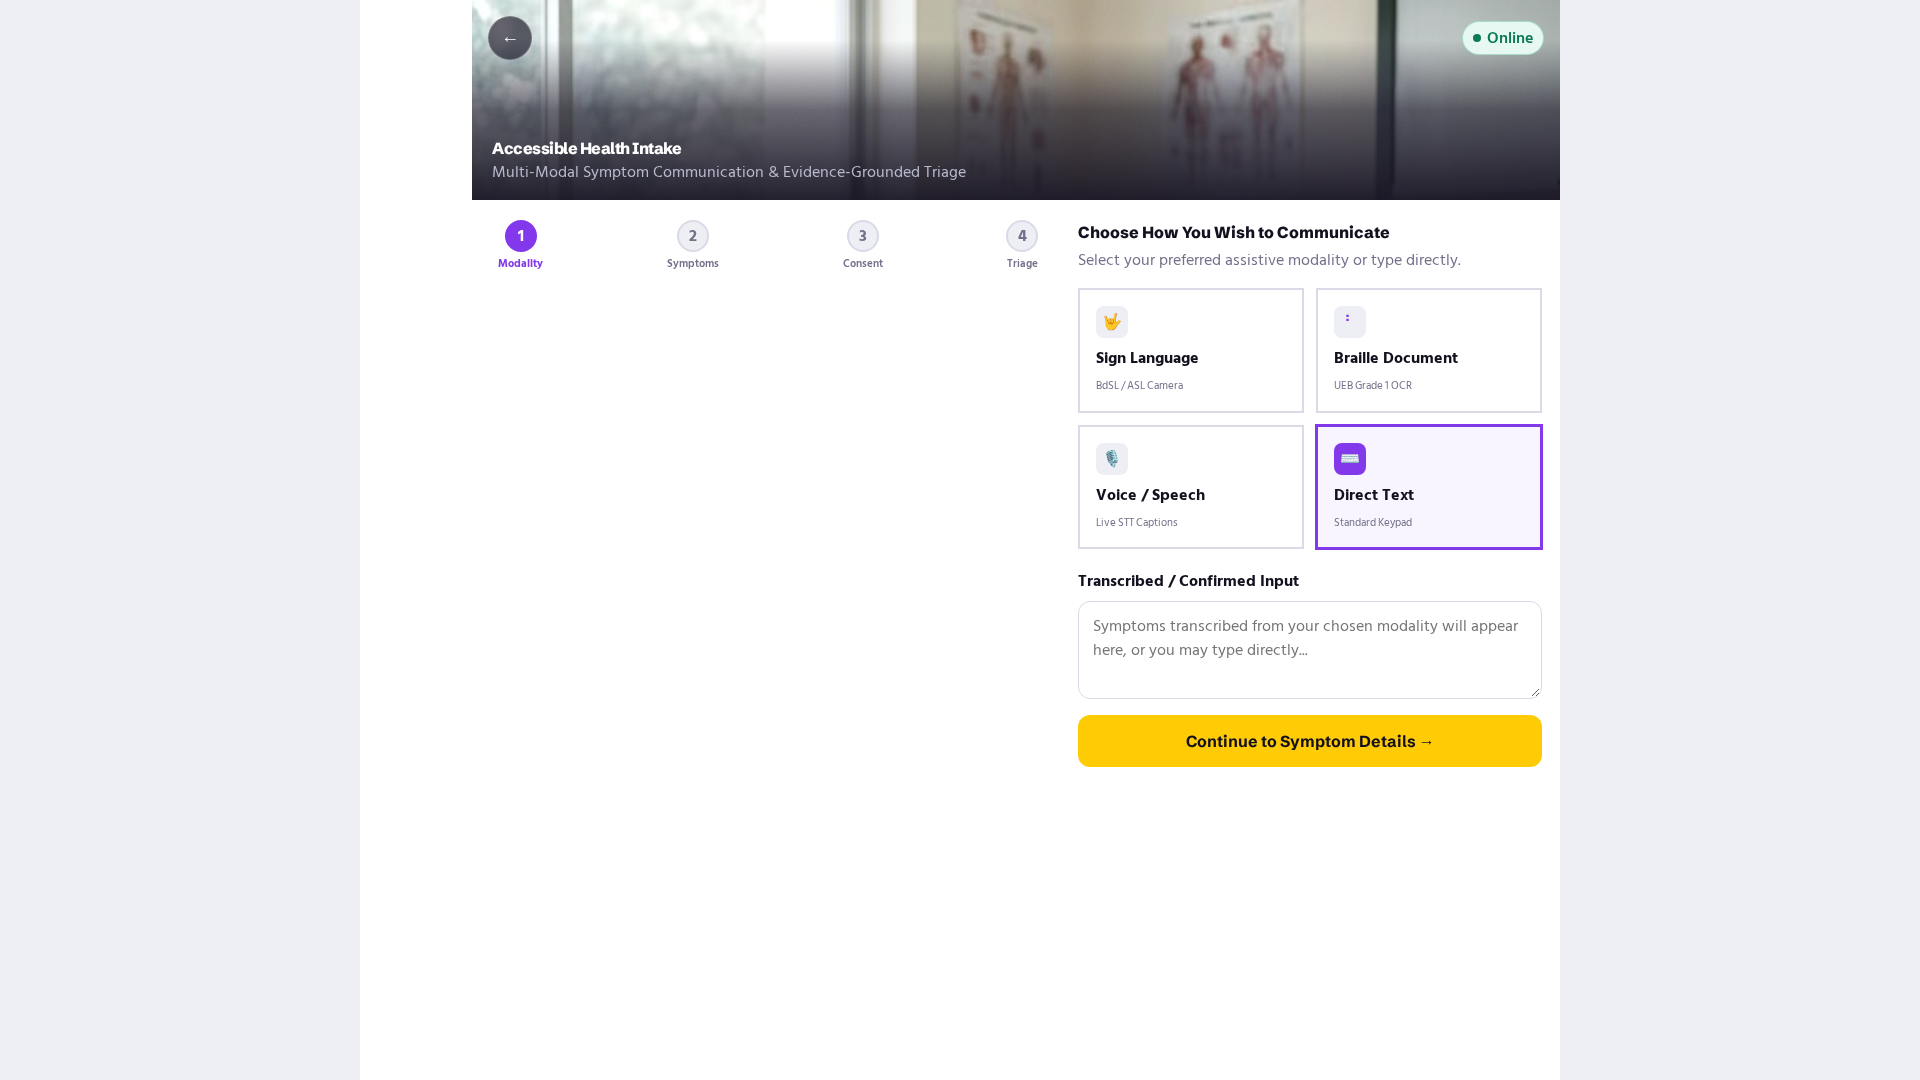 ←
Online
Accessible Health Intake
Multi-Modal Symptom Communication & Evidence-Grounded Triage
1
Modality
2
Symptoms
3
Consent
4
Triage
Choose How You Wish to Communicate
Select your preferred assistive modality or type directly.
Sign Language
BdSL / ASL Camera
Braille Document
UEB Grade 1 OCR
Voice / Speech
Live STT Captions
Direct Text
Standard Keypad
Transcribed / Confirmed Input
Symptoms transcribed from your chosen modality will appear
here, or you may type directly...
Continue to Symptom Details →